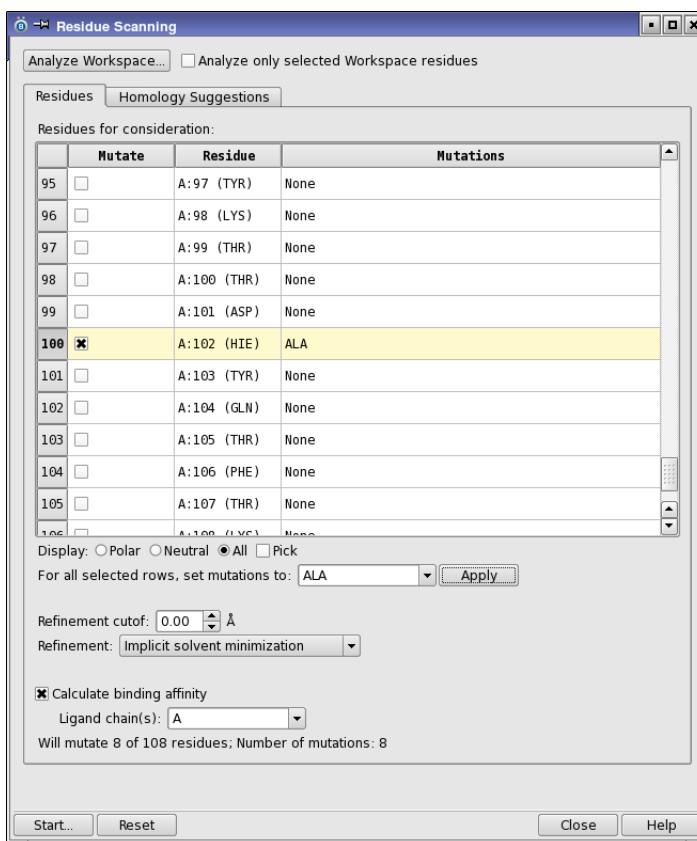 Residue Scanning
Analyze Workspace... Analyze only selected Workspace residues
Residues Homology Suggestions
Residues for consideration:
Mutate Residue Mutations
95 A:97 (TYR) None
96 A:98 (LYS) None
97 A:99 (THR) None
98 A:100 (THR) None
99 A:101 (ASP) None
100 A:102 (HIE) ALA
101 A:103 (TYR) None
102 A:104 (GLN) None
103 A:105 (THR) None
104 A:106 (PHE) None
105 A:107 (THR) None
106 A:108 (LYS) None
Display: Polar Neutral All Pick
For all selected rows, set mutations to: ALA Apply
Refinement cutof: 0.00 Å
Refinement: Implicit solvent minimization
Calculate binding affinity
Ligand chain(s): A
Will mutate 8 of 108 residues; Number of mutations: 8
Start... Reset Close Help